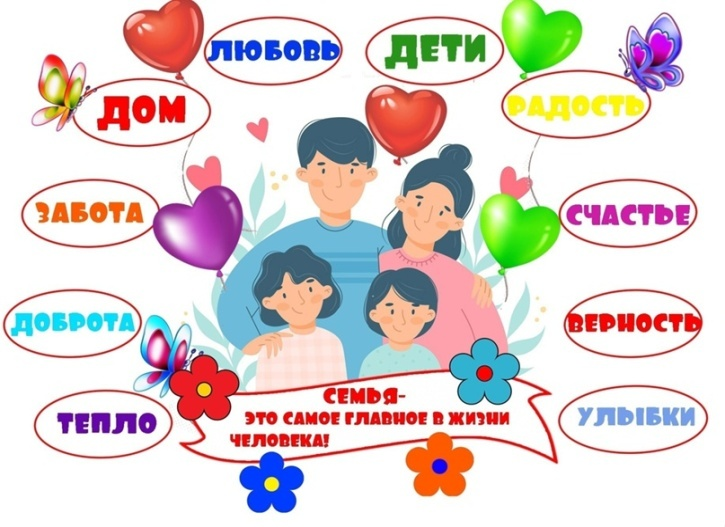 ЛЮБОВЬ
ДЕТИ
ДОМ
РАДОСТЬ
ЗАБОТА
СЧАСТЬЕ
ДОБРОТА
ВЕРНОСТЬ
ТЕПЛО
УЛЫБКИ
СЕМЬЯ-
ЭТО САМОЕ ГЛАВНОЕ В ЖИЗНИ
ЧЕЛОВЕКА!